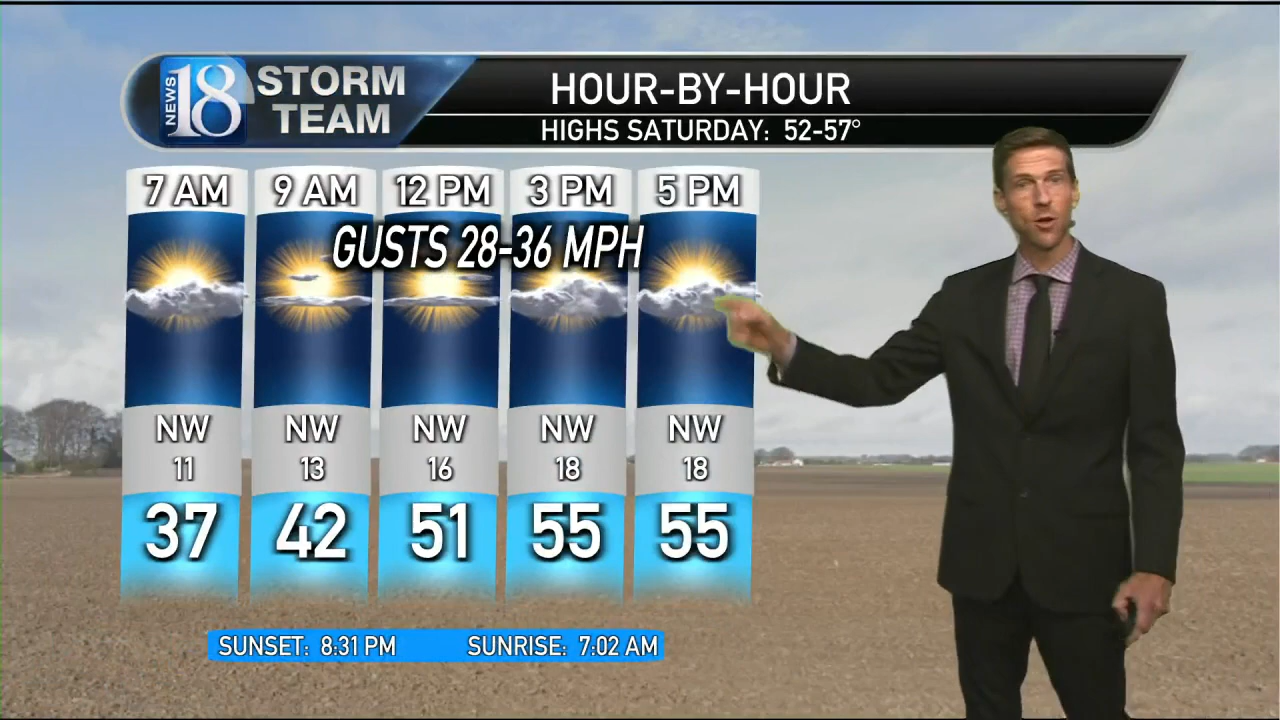 NEWS 18 STORM TEAM
HOUR-BY-HOUR
HIGHS SATURDAY: 52-57°
7 AM 9 AM 12 PM 3 PM 5 PM
GUSTS 28-36 MPH
NW NW NW NW NW
11 13 16 18 18
37 42 51 55 55
SUNSET: 8:31 PM SUNRISE: 7:02 AM